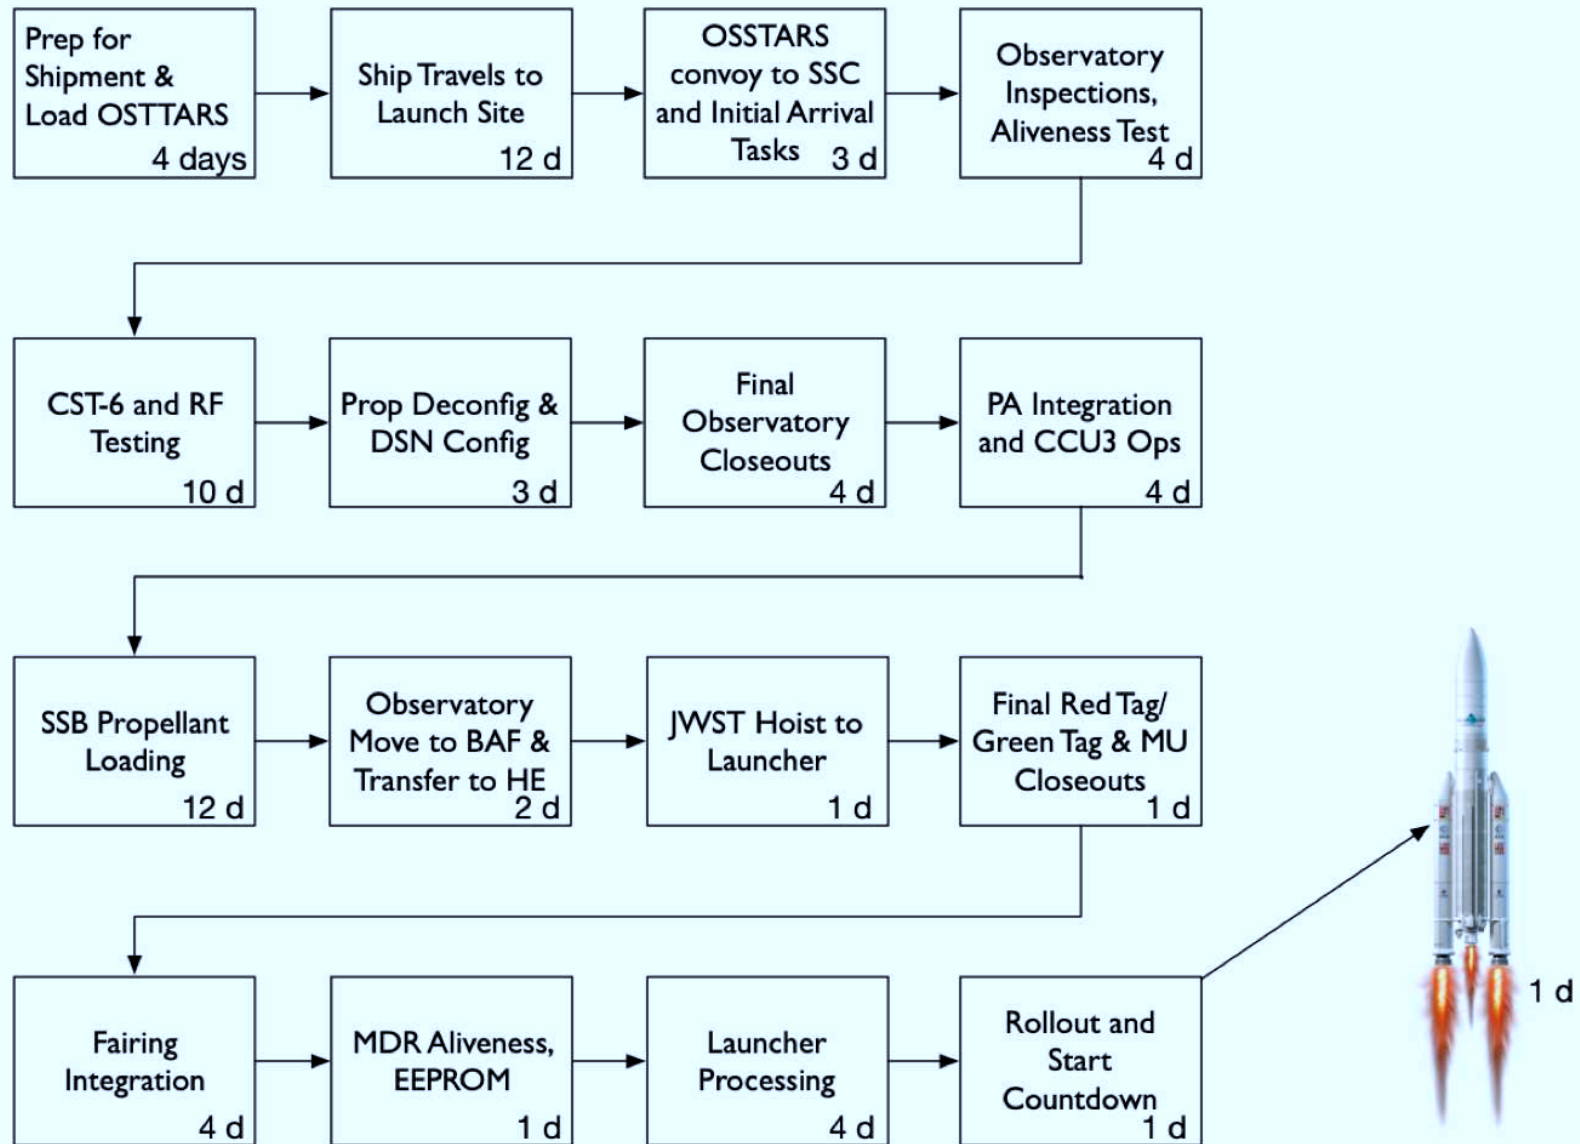 Prep for
Shipment &
Load OSTTARS
4 days
Ship Travels to
Launch Site
12 d
OSSTARS
convoy to SSC
and Initial Arrival
Tasks
3 d
Observatory
Inspections,
Aliveness Test
4 d
CST-6 and RF
Testing
10 d
Prop Deconfig &
DSN Config
3 d
Final
Observatory
Closeouts
4 d
PA Integration
and CCU3 Ops
4 d
SSB Propellant
Loading
12 d
Observatory
Move to BAF &
Transfer to HE
2 d
JWST Hoist to
Launcher
1 d
Final Red Tag/
Green Tag & MU
Closeouts
1 d
Fairing
Integration
4 d
MDR Aliveness,
EEPROM
1 d
Launcher
Processing
4 d
Rollout and
Start
Countdown
1 d
1 d